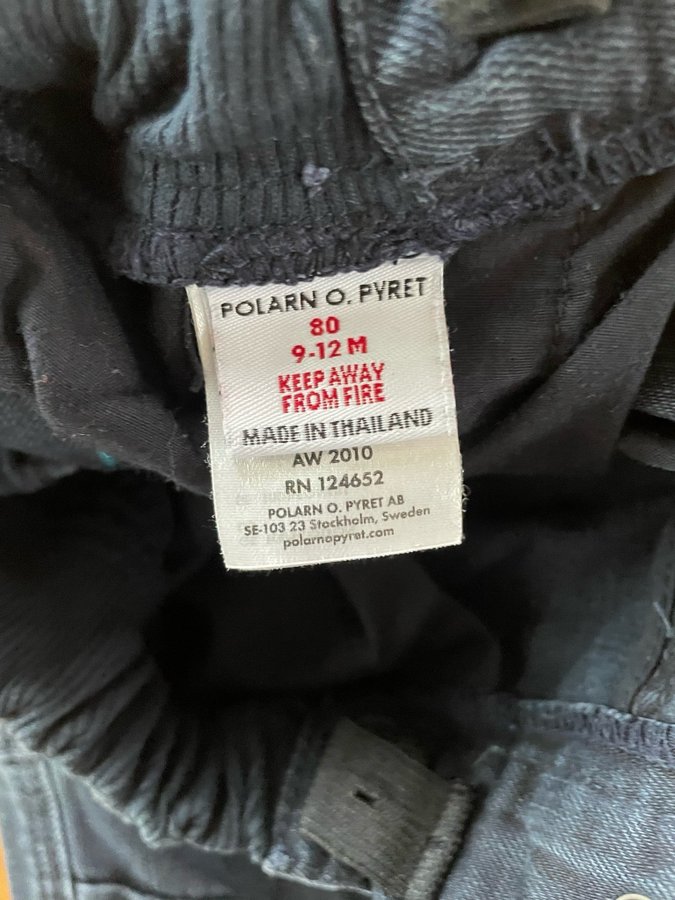 POLARN O. PYRET
80
9-12 M
KEEP AWAY
FROM FIRE
MADE IN THAILAND
AW 2010
RN 124652
POLARN O. PYRET AB
SE-103 23 Stockholm, Sweden
polarnopyret.com